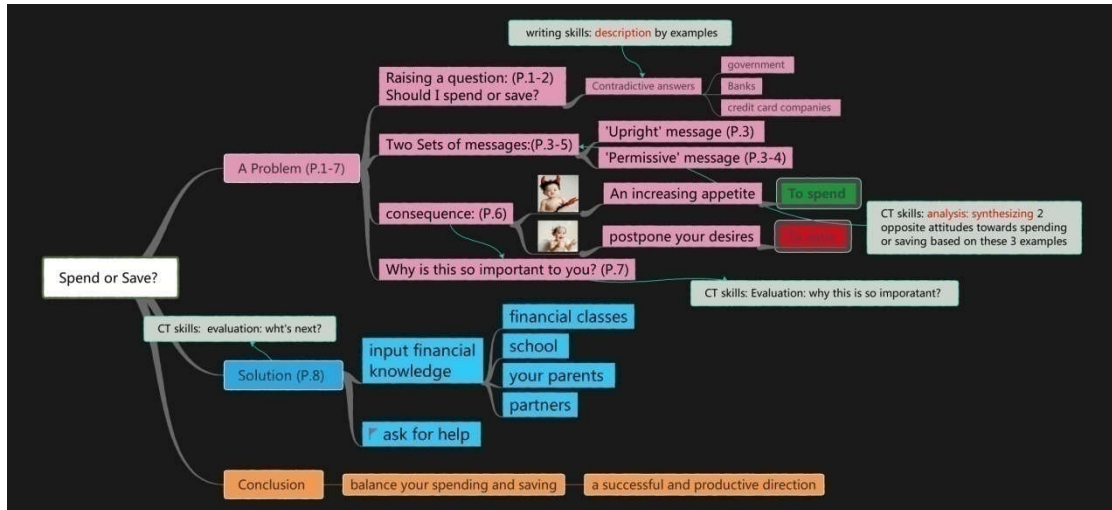 Spend or Save?
A Problem (P.1-7)
writing skills: description by examples
Raising a question: (P.1-2)
Should I spend or save?
Contradictive answers
government
Banks
credit card companies
Two Sets of messages:(P.3-5)
'Upright' message (P.3)
'Permissive' message (P.3-4)
consequence: (P.6)
An increasing appetite
To spend
postpone your desires
CT skills: analysis: synthesizing 2
opposite attitudes towards spending
or saving based on these 3 examples
Why is this so important to you? (P.7)
CT skills: Evaluation: why this is so imporatant?
CT skills: evaluation: wht's next?
Solution (P.8)
input financial
knowledge
financial classes
school
your parents
partners
ask for help
Conclusion
balance your spending and saving
a successful and productive direction